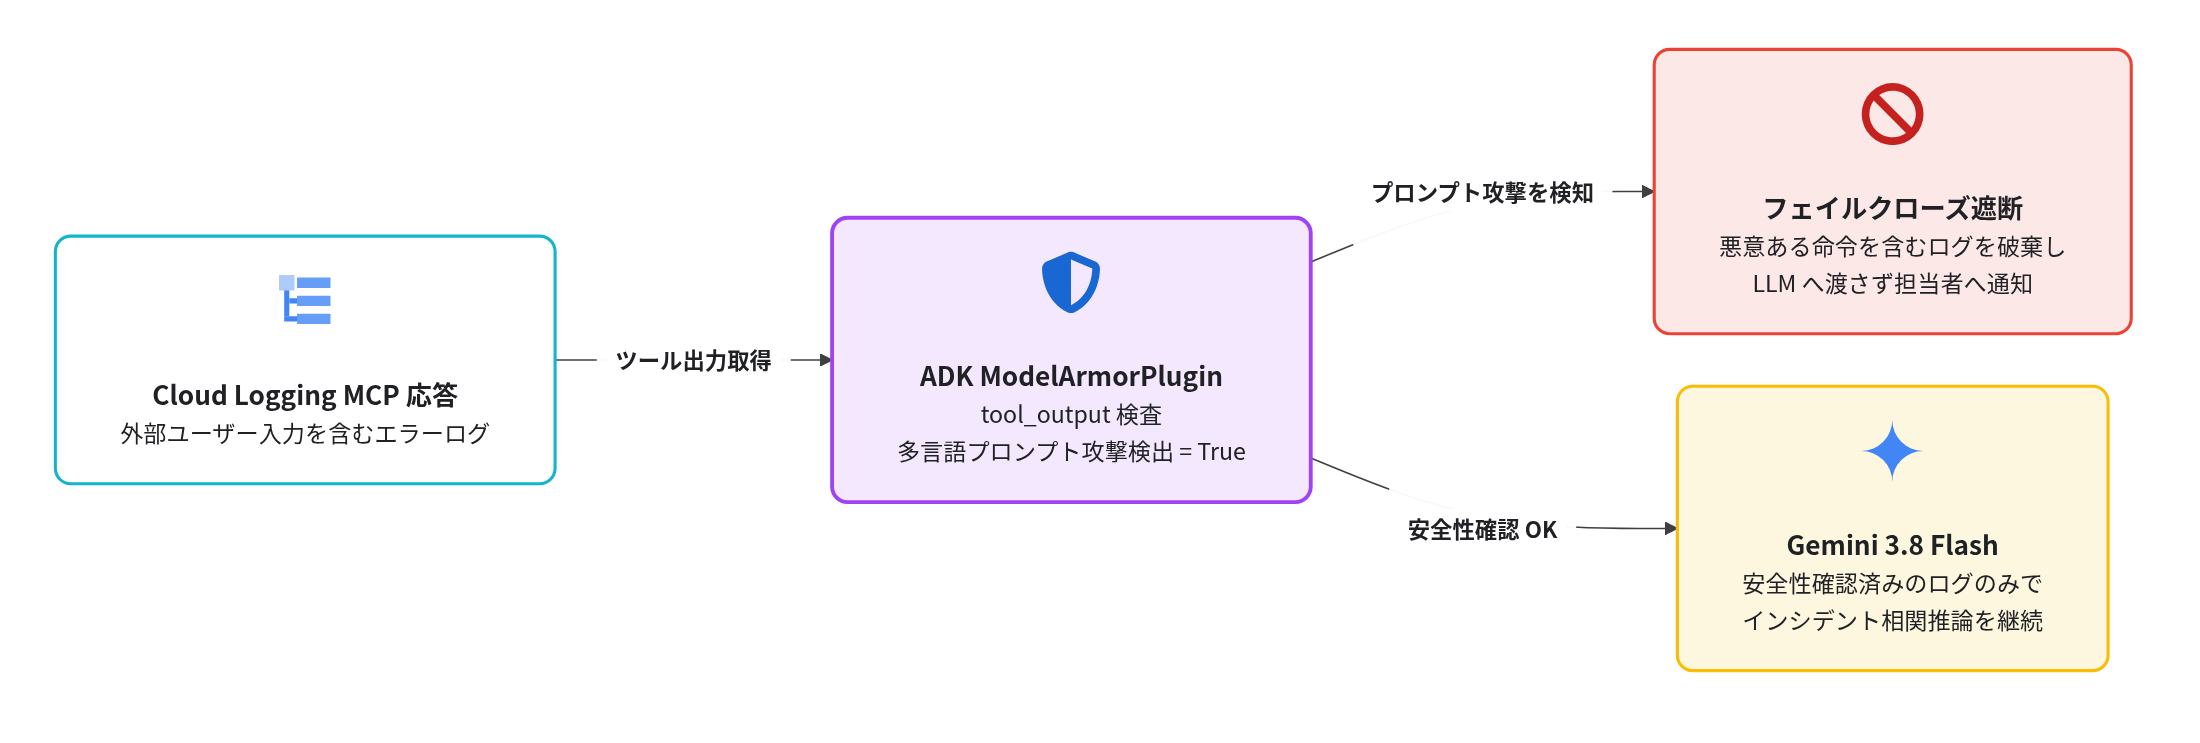 Cloud Logging MCP 応答
外部ユーザー入力を含むエラーログ
ツール出力取得
ADK ModelArmorPlugin
tool_output 検査
多言語プロンプト攻撃検出 = True
プロンプト攻撃を検知
フェイルクローズ遮断
悪意ある命令を含むログを破棄し
LLM へ渡さず担当者へ通知
安全性確認 OK
Gemini 3.8 Flash
安全性確認済みのログのみで
インシデント相関推論を継続